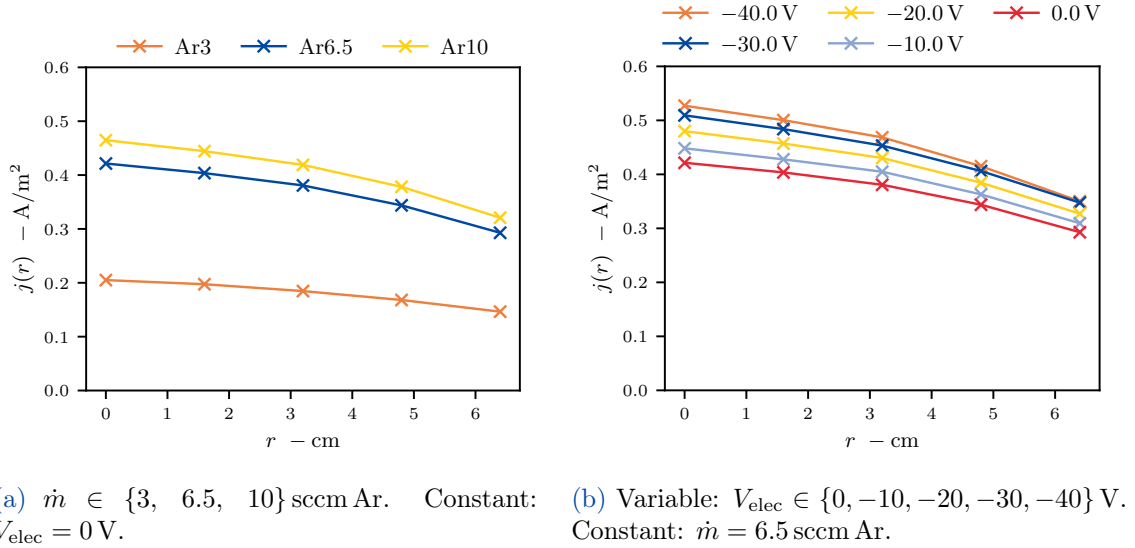 Ar3 Ar6.5 Ar10
0.6
0.5
0.4
0.3
0.2
0.1
0.0
j(r) − A/m²
0 1 2 3 4 5 6
r − cm
−40.0 V −20.0 V 0.0 V
−30.0 V −10.0 V
0.6
0.5
0.4
0.3
0.2
0.1
0.0
j(r) − A/m²
0 1 2 3 4 5 6
r − cm
(a) ṁ ∈ {3, 6.5, 10} sccm Ar. Constant:
V_elec = 0 V.
(b) Variable: V_elec ∈ {0, −10, −20, −30, −40} V.
Constant: ṁ = 6.5 sccm Ar.